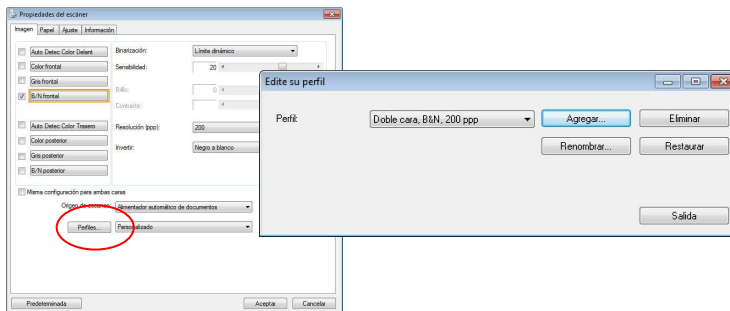 Propiedades del escáner
Imagen Papel Ajuste Información
Auto Detec Color Delant
Color frontal
Gris frontal
B/N frontal
Auto Detec Color Trasero
Color posterior
Gris posterior
B/N posterior
Binarización: Límite dinámico
Sensibilidad: 20
Brillo: 0
Contraste:
Resolución (ppp): 200
Invertir: Negro a blanco
Misma configuración para ambas caras
Origen de escaneo: Alimentador automático de documentos
Perfiles... Personalizado
Predeterminada Aceptar Cancelar
Edite su perfil
Perfil: Doble cara, B&N, 200 ppp Agregar... Eliminar
Renombrar... Restaurar
Salida